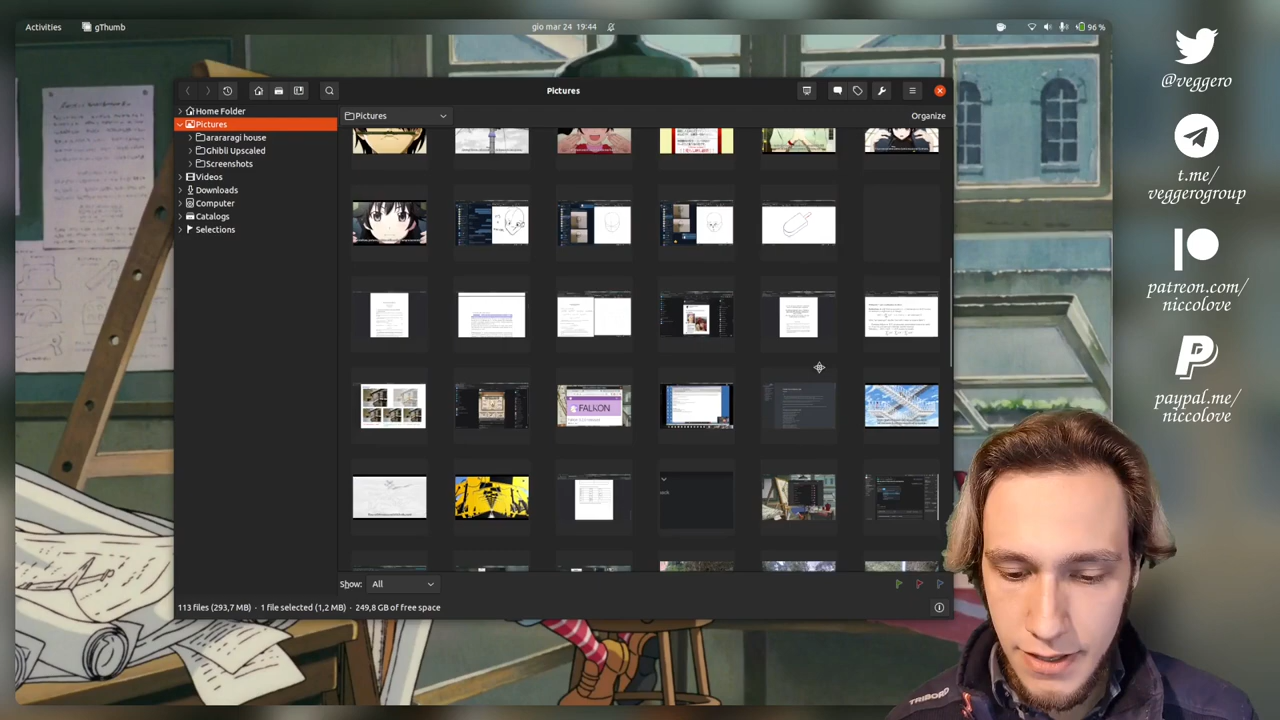 Activities
gThumb
gio mar 24 19:44
96 %
Pictures
Home Folder
Pictures
araragi house
Ghibli Upscaled
Screenshots
Videos
Downloads
Computer
Catalogs
Selections
Pictures
Organize
FALKON
Show: All
113 files (293,7 MB) · 1 file selected (1,2 MB) · 249,8 GB of free space
@veggero
t.me/
veggerogroup
patreon.com/
niccolove
paypal.me/
niccolove
TRIBORD